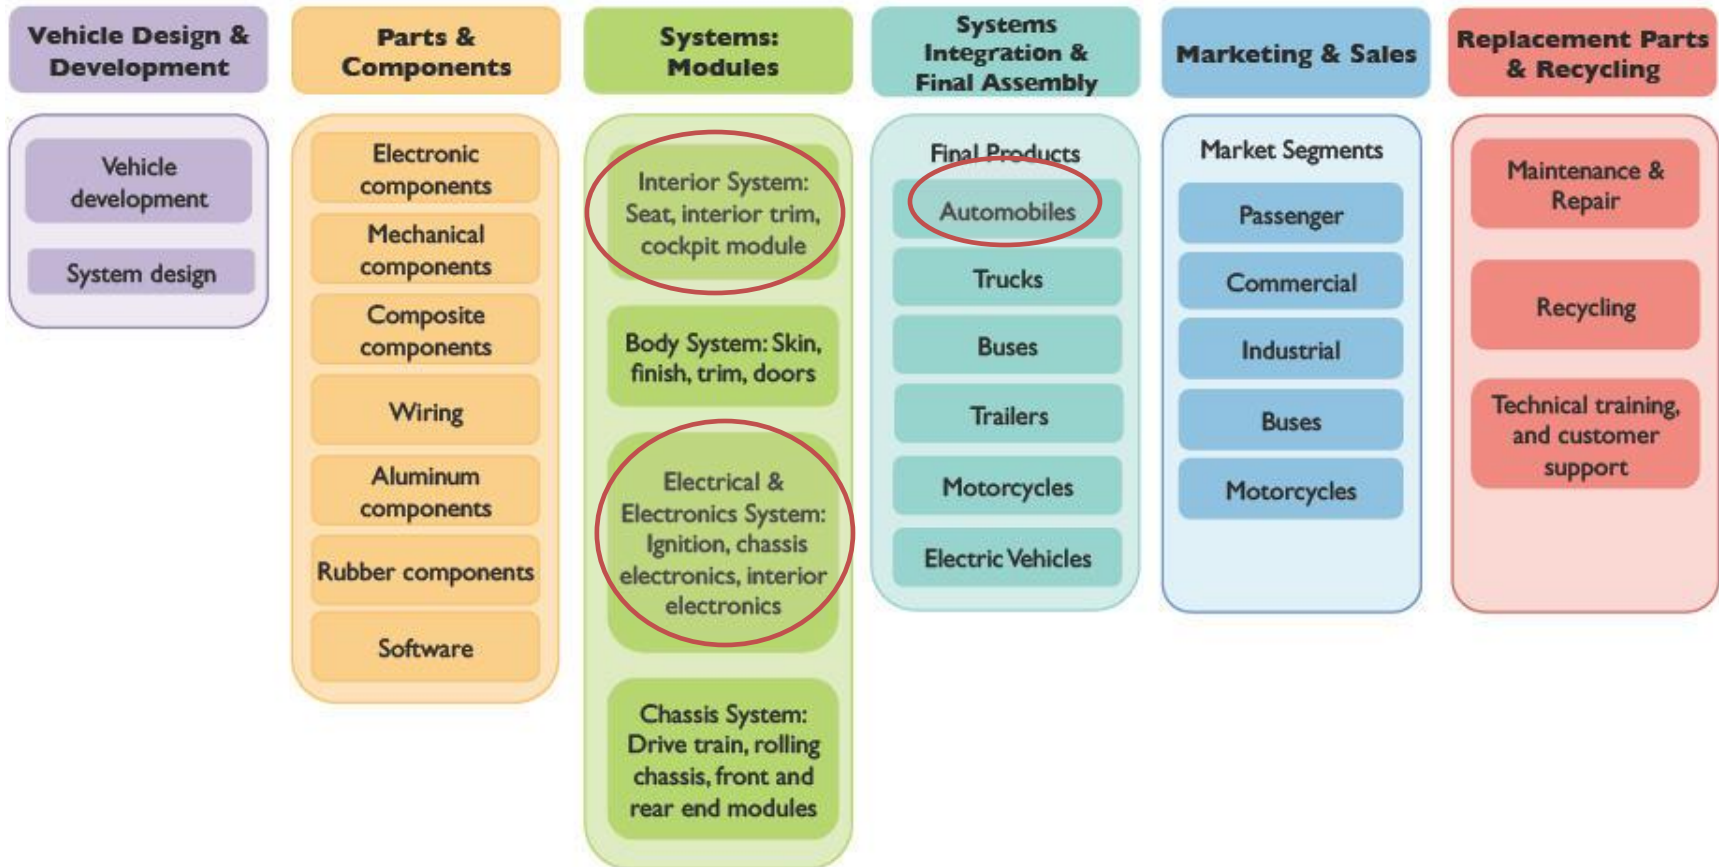 Vehicle Design &
Development
Vehicle
development
System design
Parts &
Components
Electronic
components
Mechanical
components
Composite
components
Wiring
Aluminum
components
Rubber components
Software
Systems:
Modules
Interior System:
Seat, interior trim,
cockpit module
Body System: Skin,
finish, trim, doors
Electrical &
Electronics System:
Ignition, chassis
electronics, interior
electronics
Chassis System:
Drive train, rolling
chassis, front and
rear end modules
Systems
Integration &
Final Assembly
Final Products
Automobiles
Trucks
Buses
Trailers
Motorcycles
Electric Vehicles
Marketing & Sales
Market Segments
Passenger
Commercial
Industrial
Buses
Motorcycles
Replacement Parts
& Recycling
Maintenance &
Repair
Recycling
Technical training,
and customer
support